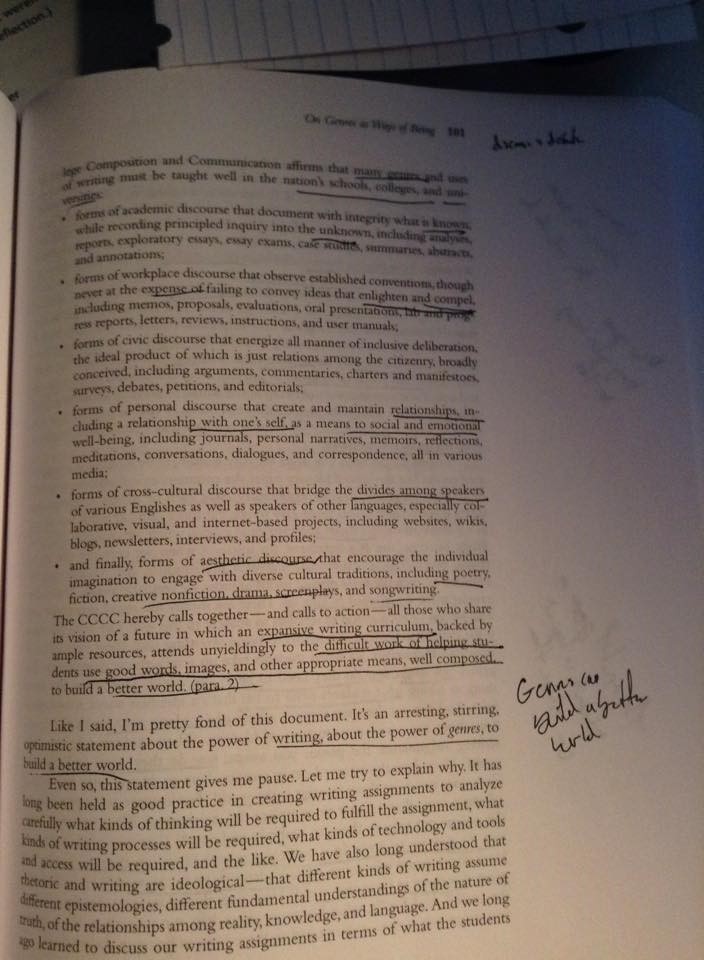 were
eflection.)
et
On Genres as Ways of Being 101
lege Composition and Communication affirms that many genres and uses
of writing must be taught well in the nation's schools, colleges, and uni-
versities:
• forms of academic discourse that document with integrity what is known,
while recording principled inquiry into the unknown, including analyses,
reports, exploratory essays, essay exams, case studies, summaries, abstracts,
and annotations;
• forms of workplace discourse that observe established conventions, though
never at the expense of failing to convey ideas that enlighten and compel,
including memos, proposals, evaluations, oral presentations, lab and prog-
ress reports, letters, reviews, instructions, and user manuals;
• forms of civic discourse that energize all manner of inclusive deliberation,
the ideal product of which is just relations among the citizenry, broadly
conceived, including arguments, commentaries, charters and manifestoes,
surveys, debates, petitions, and editorials;
• forms of personal discourse that create and maintain relationships, in-
cluding a relationship with one's self, as a means to social and emotional
well-being, including journals, personal narratives, memoirs, reflections,
meditations, conversations, dialogues, and correspondence, all in various
media;
• forms of cross-cultural discourse that bridge the divides among speakers
of various Englishes as well as speakers of other languages, especially col-
laborative, visual, and internet-based projects, including websites, wikis,
blogs, newsletters, interviews, and profiles;
• and finally, forms of aesthetic discourse that encourage the individual
imagination to engage with diverse cultural traditions, including poetry,
fiction, creative nonfiction, drama, screenplays, and songwriting.
The CCCC hereby calls together—and calls to action—all those who share
its vision of a future in which an expansive writing curriculum, backed by
ample resources, attends unyieldingly to the difficult work of helping stu-
dents use good words, images, and other appropriate means, well composed,
to build a better world. (para. 2)
Genres can
build a better
world
Like I said, I'm pretty fond of this document. It's an arresting, stirring,
optimistic statement about the power of writing, about the power of genres, to
build a better world.
Even so, this statement gives me pause. Let me try to explain why. It has
long been held as good practice in creating writing assignments to analyze
carefully what kinds of thinking will be required to fulfill the assignment, what
kinds of writing processes will be required, what kinds of technology and tools
and access will be required, and the like. We have also long understood that
rhetoric and writing are ideological—that different kinds of writing assume
different epistemologies, different fundamental understandings of the nature of
truth, of the relationships among reality, knowledge, and language. And we long
ago learned to discuss our writing assignments in terms of what the students